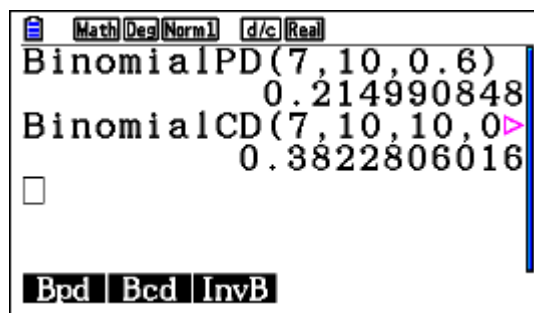 Math Deg Norm1 d/c Real
BinomialPD(7,10,0.6)
0.214990848
BinomialCD(7,10,10,0
0.3822806016
Bpd Bcd InvB